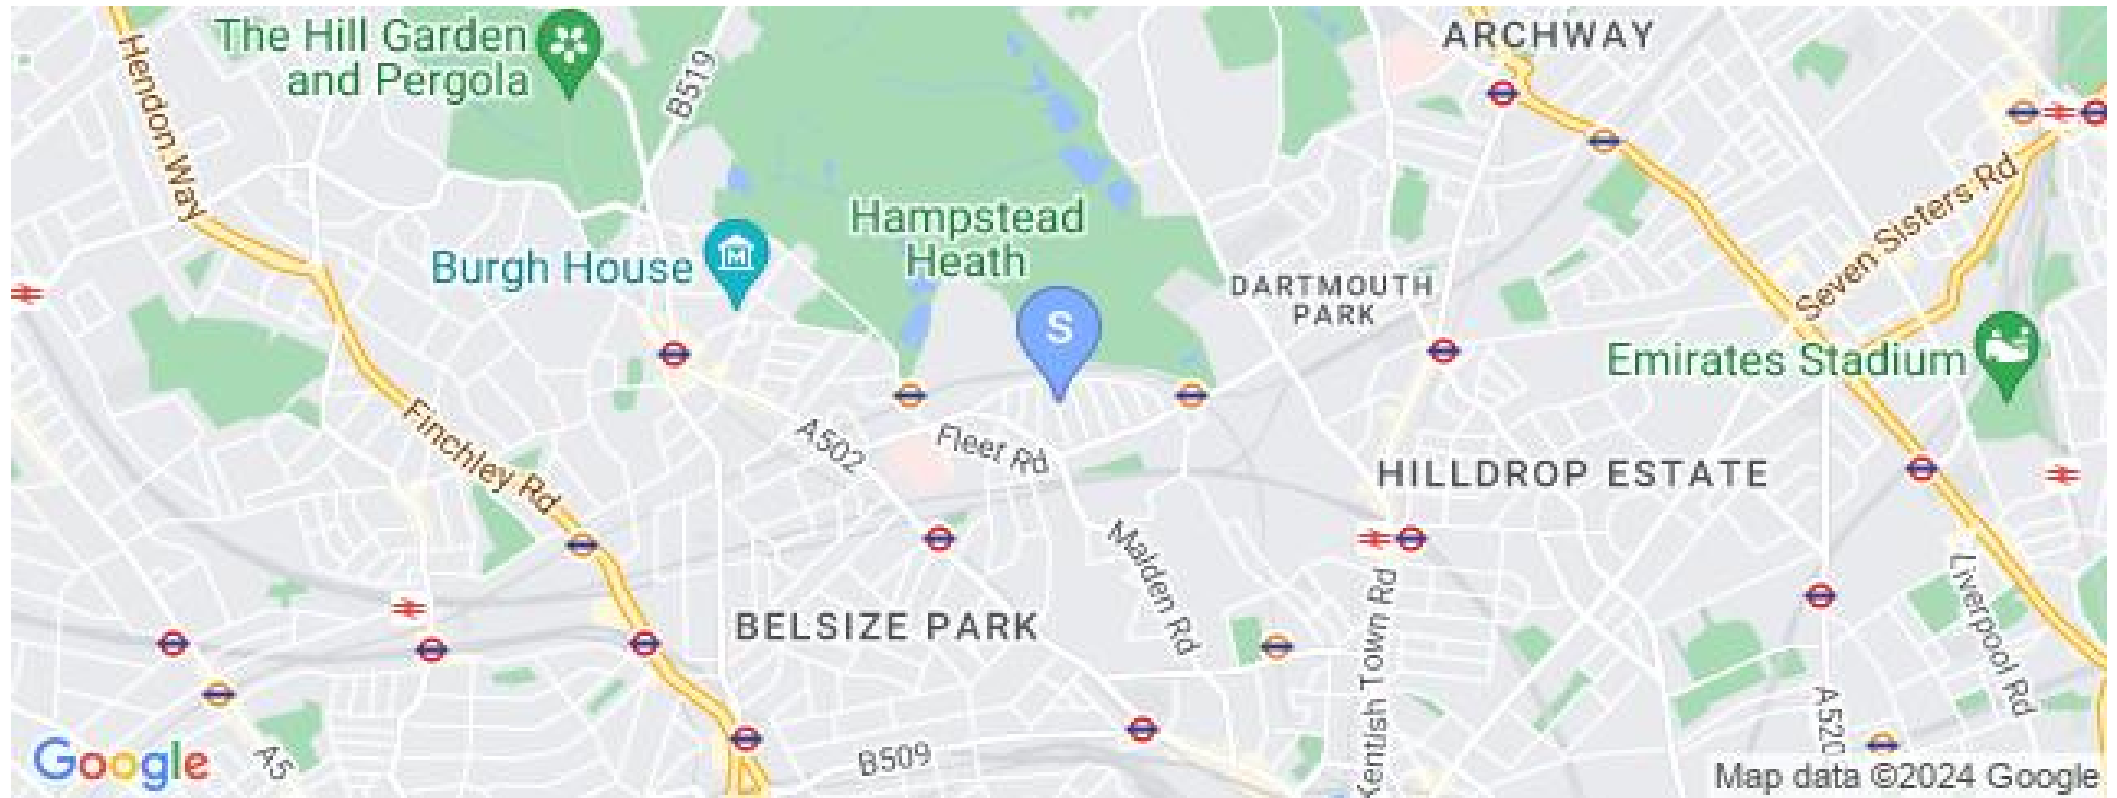 ARCHWAY
The Hill Garden
and Pergola
Hendon Way
B519
Seven Sisters Rd
Hampstead
Heath
Burgh House
DARTMOUTH
PARK
S
Emirates Stadium
Finchley Rd
A502
Fleet Rd
HILLDROP ESTATE
Maiden Rd
BELSIZE PARK
Kentish Town Rd
Liverpool Rd
A520
B509
A5
Google
Map data ©2024 Google